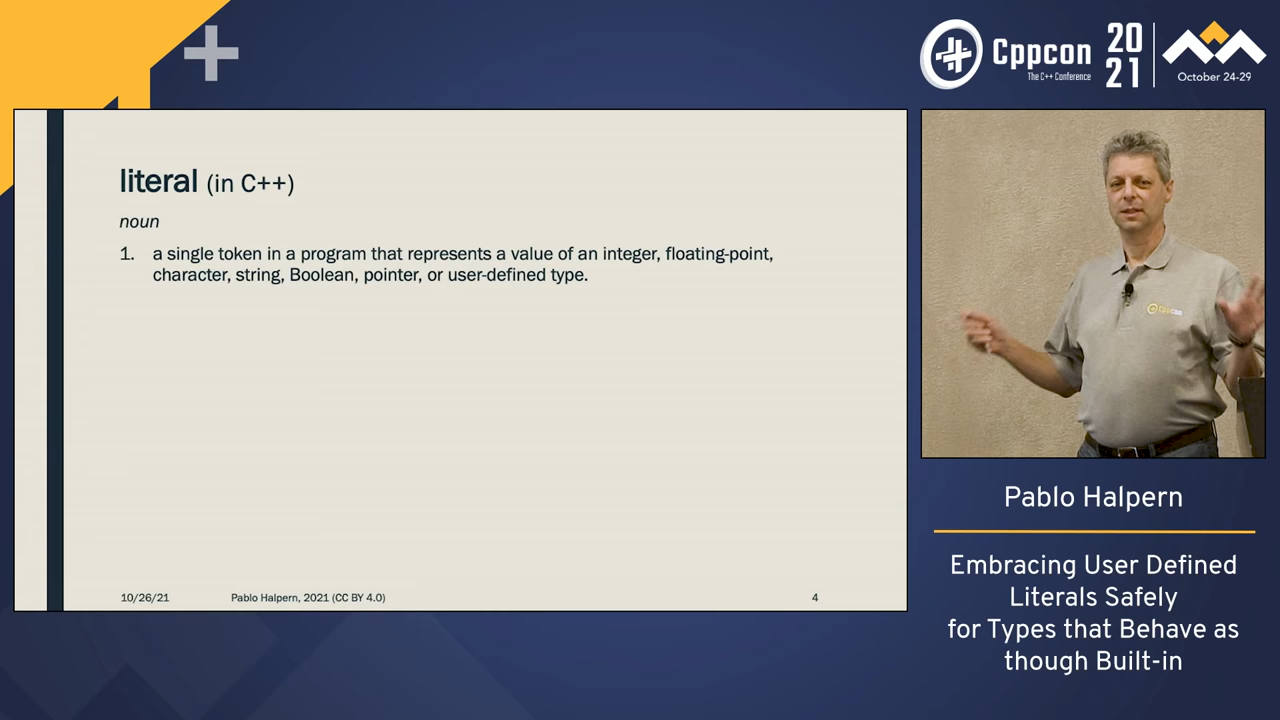 Cppcon
The C++ Conference
20
21
October 24-29
literal (in C++)
noun
1. a single token in a program that represents a value of an integer, floating-point,
character, string, Boolean, pointer, or user-defined type.
10/26/21 Pablo Halpern, 2021 (CC BY 4.0) 4
cppcon
Pablo Halpern
Embracing User Defined
Literals Safely
for Types that Behave as
though Built-in